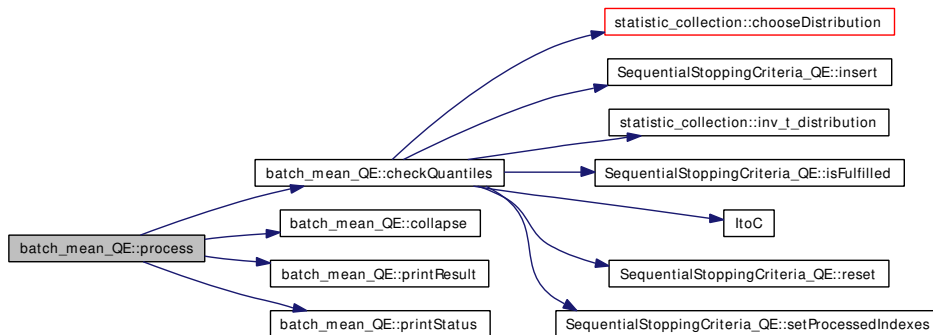 statistic_collection::chooseDistribution
SequentialStoppingCriteria_QE::insert
statistic_collection::inv_t_distribution
batch_mean_QE::checkQuantiles
SequentialStoppingCriteria_QE::isFulfilled
batch_mean_QE::collapse
ItoC
batch_mean_QE::process
batch_mean_QE::printResult
SequentialStoppingCriteria_QE::reset
batch_mean_QE::printStatus
SequentialStoppingCriteria_QE::setProcessedIndexes